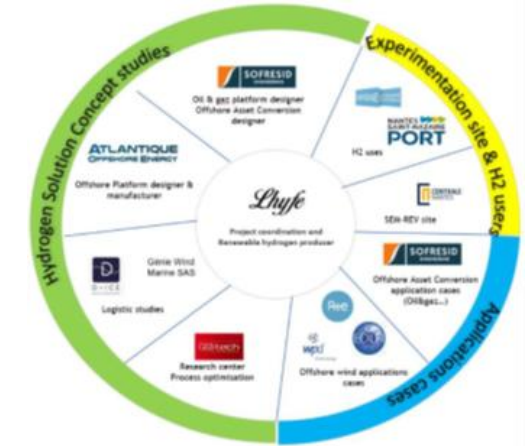 Hydrogen Solution Concept studies
Experimentation site & H2 users
Applications cases
SOFRESID
Oil & gaz platform designer
Offshore Asset Conversion
designer
ATLANTIQUE
OFFSHORE ENERGY
Offshore Platform designer &
manufacturer
D-ICE
Génie Wind
Marine SAS
Logistic studies
Research center
Process optimisation
Lhyfe
Project coordination and
Renewable hydrogen producer
NANTES
SAINT-NAZAIRE
PORT
H2 uses
CENTRALE
NANTES
SEM-REV site
SOFRESID
Offshore Asset Conversion
application cases
(Oil&gaz...)
wpd
Offshore wind applications
cases